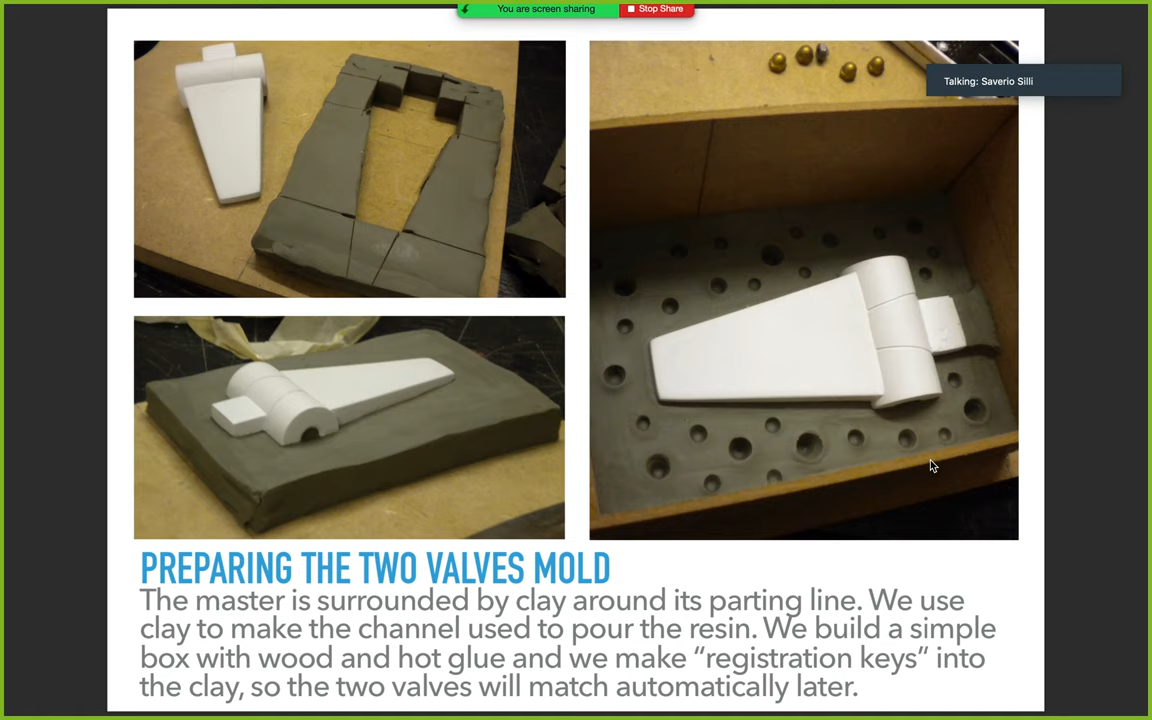 You are screen sharing
Stop Share
Talking: Saverio Silli
PREPARING THE TWO VALVES MOLD
The master is surrounded by clay around its parting line. We use
clay to make the channel used to pour the resin. We build a simple
box with wood and hot glue and we make “registration keys“ into
the clay, so the two valves will match automatically later.